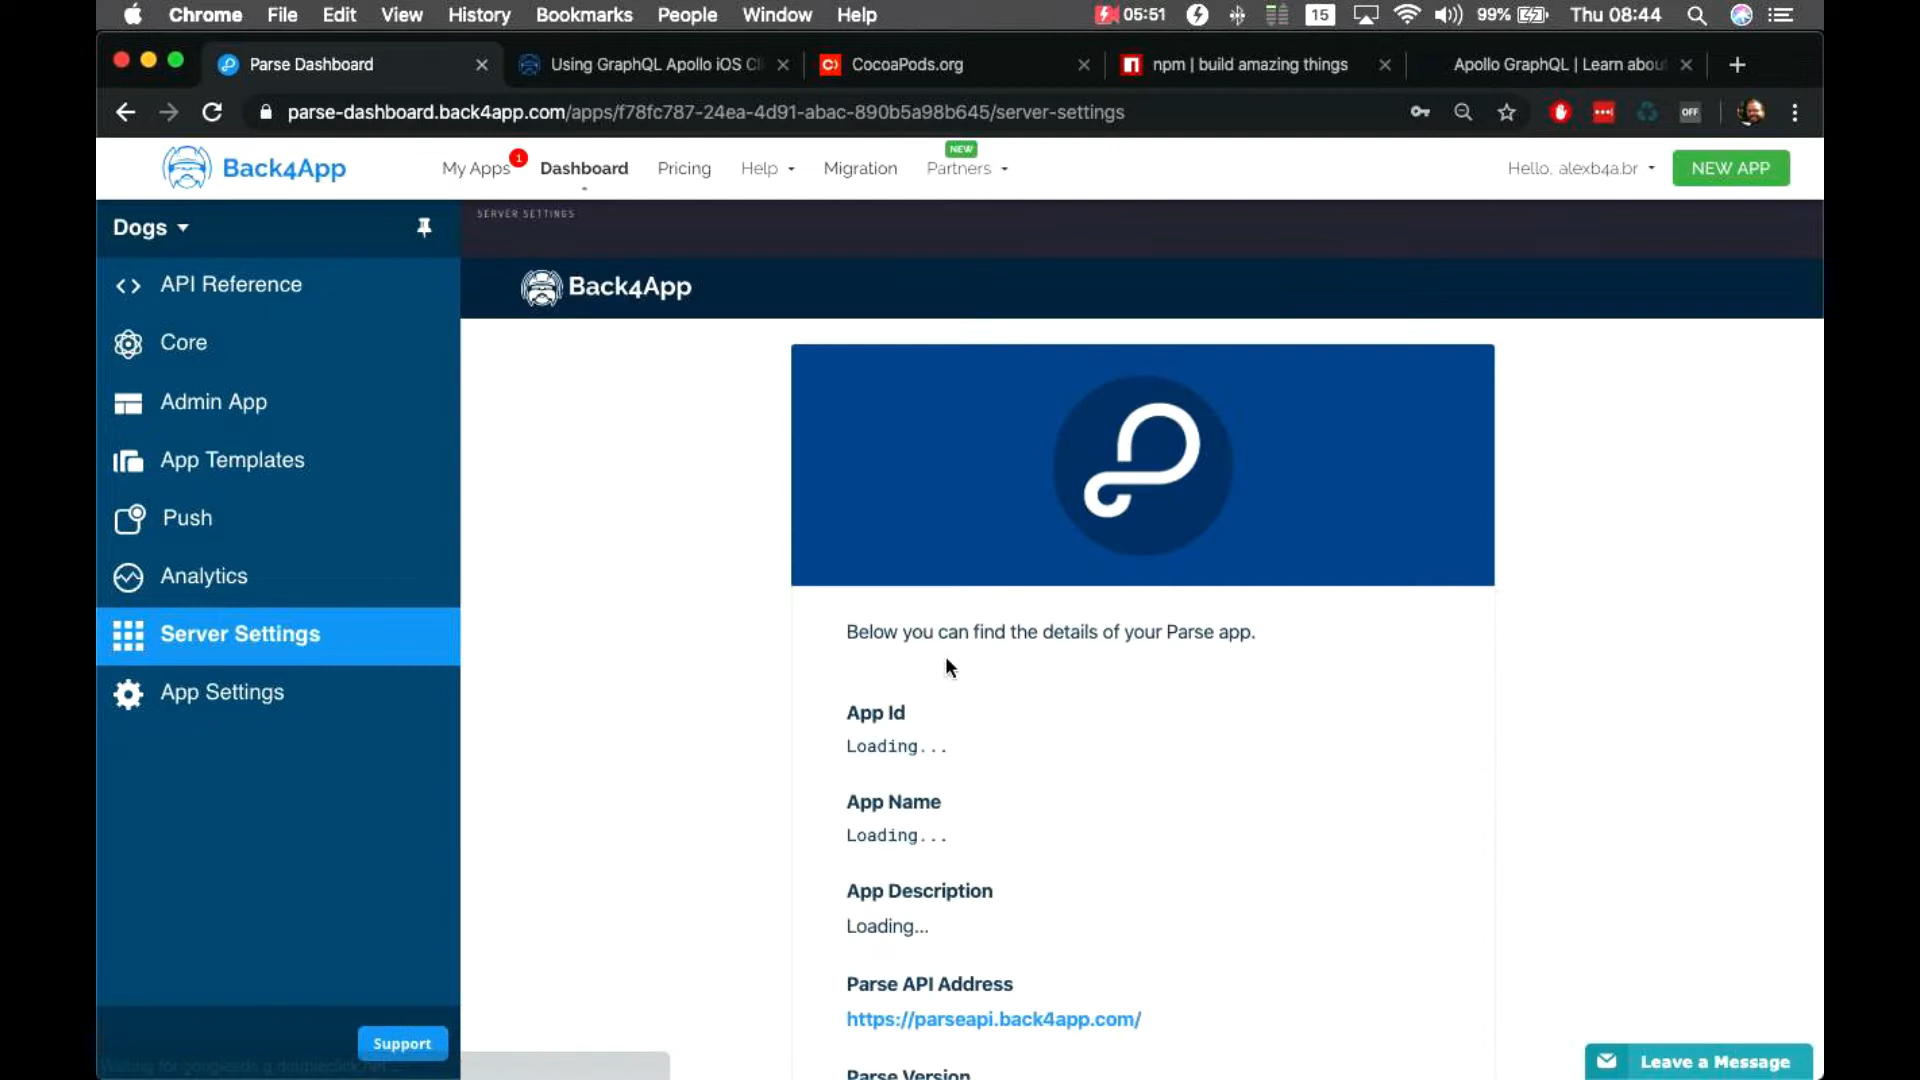 Chrome File Edit View History Bookmarks People Window Help 05:51 15 99% Thu 08:44
Parse Dashboard Using GraphQL Apollo iOS Cl CocoaPods.org npm | build amazing things Apollo GraphQL | Learn about
parse-dashboard.back4app.com/apps/f78fc787-24ea-4d91-abac-890b5a98b645/server-settings OFF
NEW
Back4App My Apps 1 Dashboard Pricing Help Migration Partners Hello, alexb4a.br NEW APP
Dogs
SERVER SETTINGS
API Reference
Core
Admin App
App Templates
Push
Analytics
Server Settings
App Settings
Support
Back4App
Below you can find the details of your Parse app.
App Id
Loading...
App Name
Loading...
App Description
Loading...
Parse API Address
https://parseapi.back4app.com/
Parse Version
Leave a Message